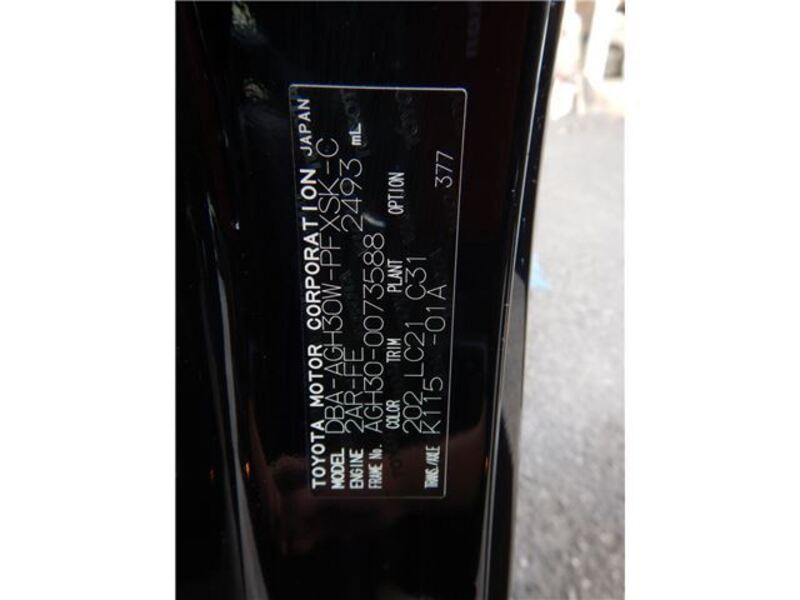 TOYOTA MOTOR CORPORATION JAPAN
MODEL DBA-AGH30W-PFXSK-C
ENGINE 2AR-FE 2493 mL
FRAME No. AGH30-0073588
COLOR TRIM PLANT OPTION
202 LC21 C31
TRANS./AXLE K115 -01A 377